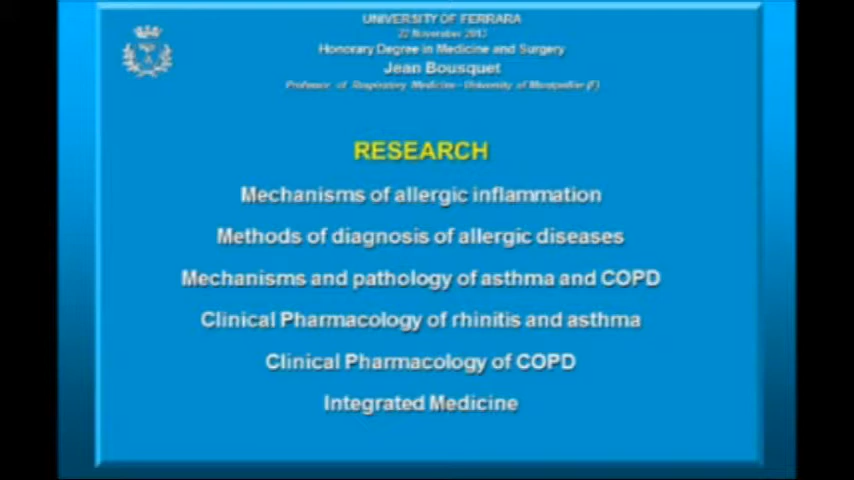 UNIVERSITY OF FERRARA
22 November 2013
Honorary Degree in Medicine and Surgery
Jean Bousquet
Professor of Respiratory Medicine - University of Montpellier (F)
RESEARCH
Mechanisms of allergic inflammation
Methods of diagnosis of allergic diseases
Mechanisms and pathology of asthma and COPD
Clinical Pharmacology of rhinitis and asthma
Clinical Pharmacology of COPD
Integrated Medicine